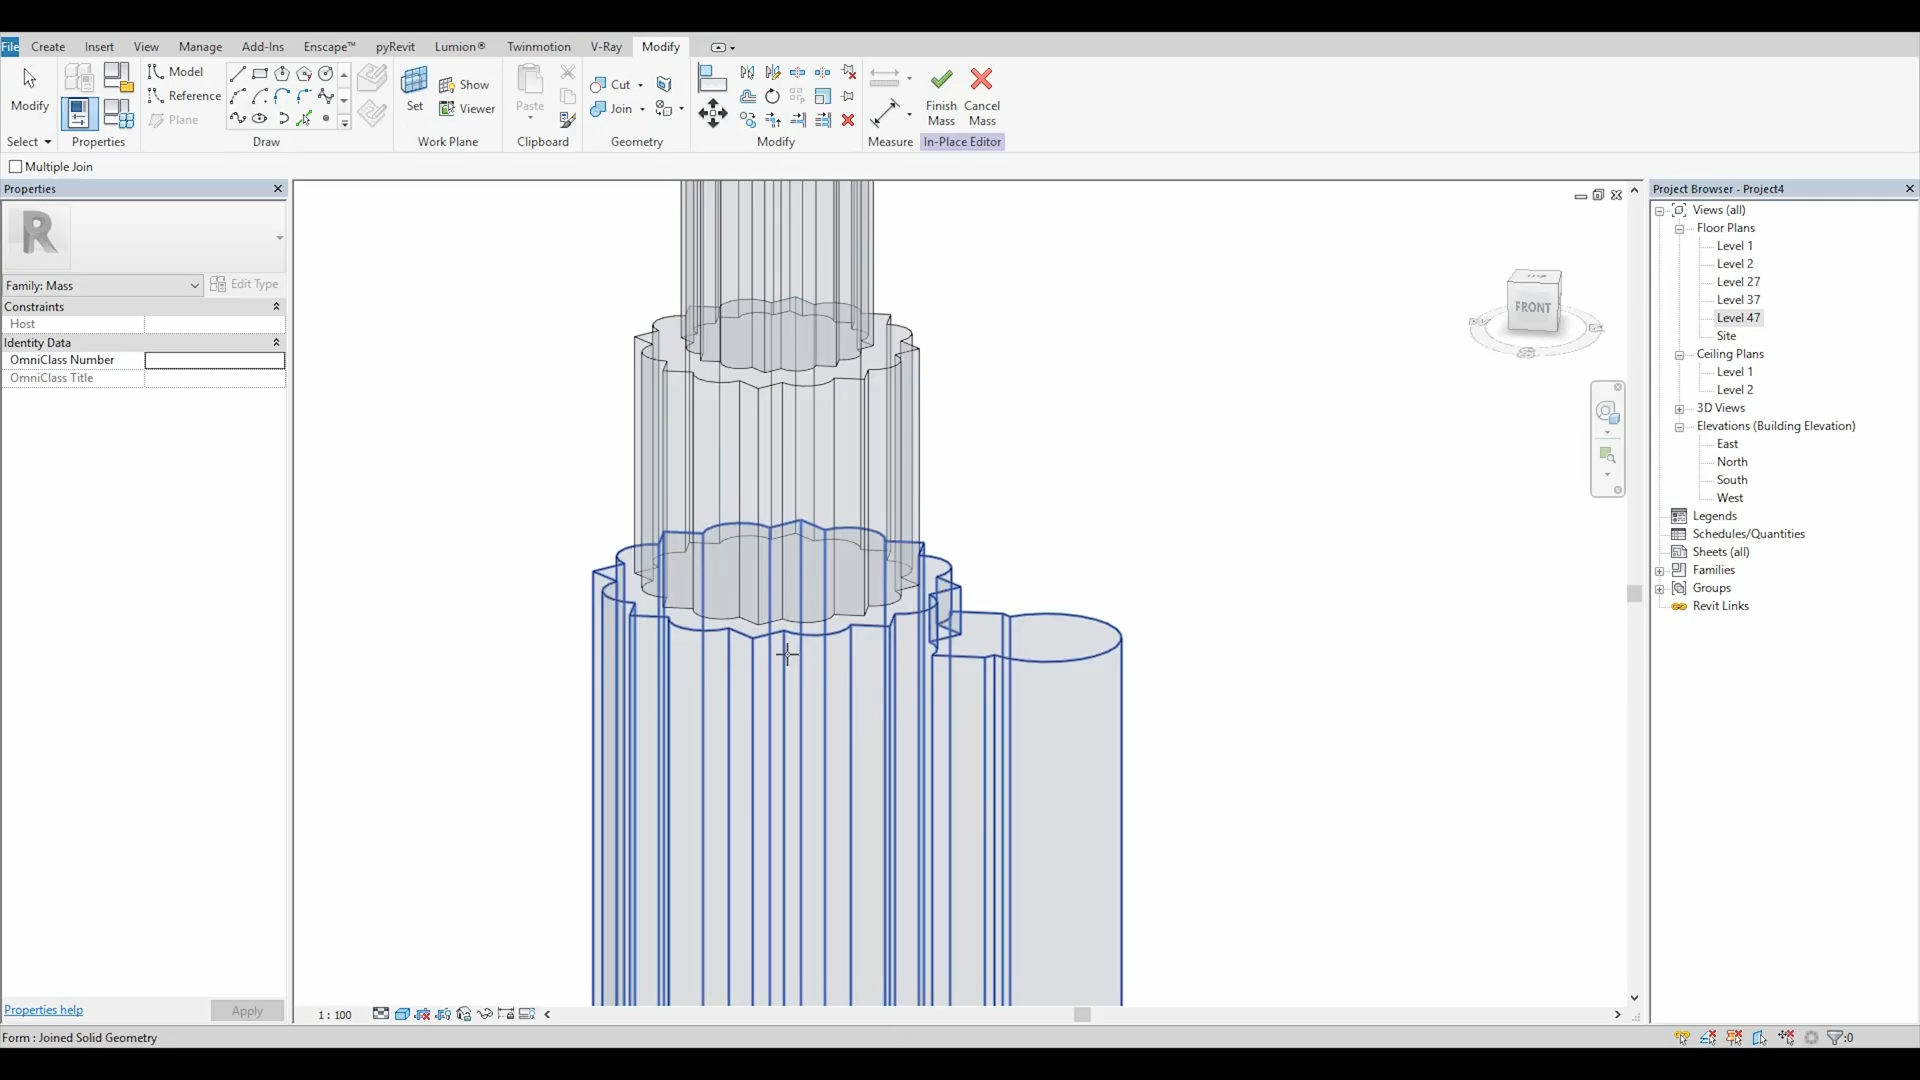 File Create Insert View Manage Add-Ins Enscape™ pyRevit Lumion® Twinmotion V-Ray Modify
Modify
Select
Properties
Model
Reference
Plane
Draw
Set
Show
Viewer
Work Plane
Paste
Clipboard
Cut
Join
Geometry
Modify
Measure
Finish
Mass
Cancel
Mass
In-Place Editor
Multiple Join
Properties
R
Family: Mass
Edit Type
Constraints
Host
Identity Data
OmniClass Number
OmniClass Title
Properties help
Apply
FRONT
1 : 100
Project Browser - Project4
Views (all)
Floor Plans
Level 1
Level 2
Level 27
Level 37
Level 47
Site
Ceiling Plans
Level 1
Level 2
3D Views
Elevations (Building Elevation)
East
North
South
West
Legends
Schedules/Quantities
Sheets (all)
Families
Groups
Revit Links
Form : Joined Solid Geometry
:0